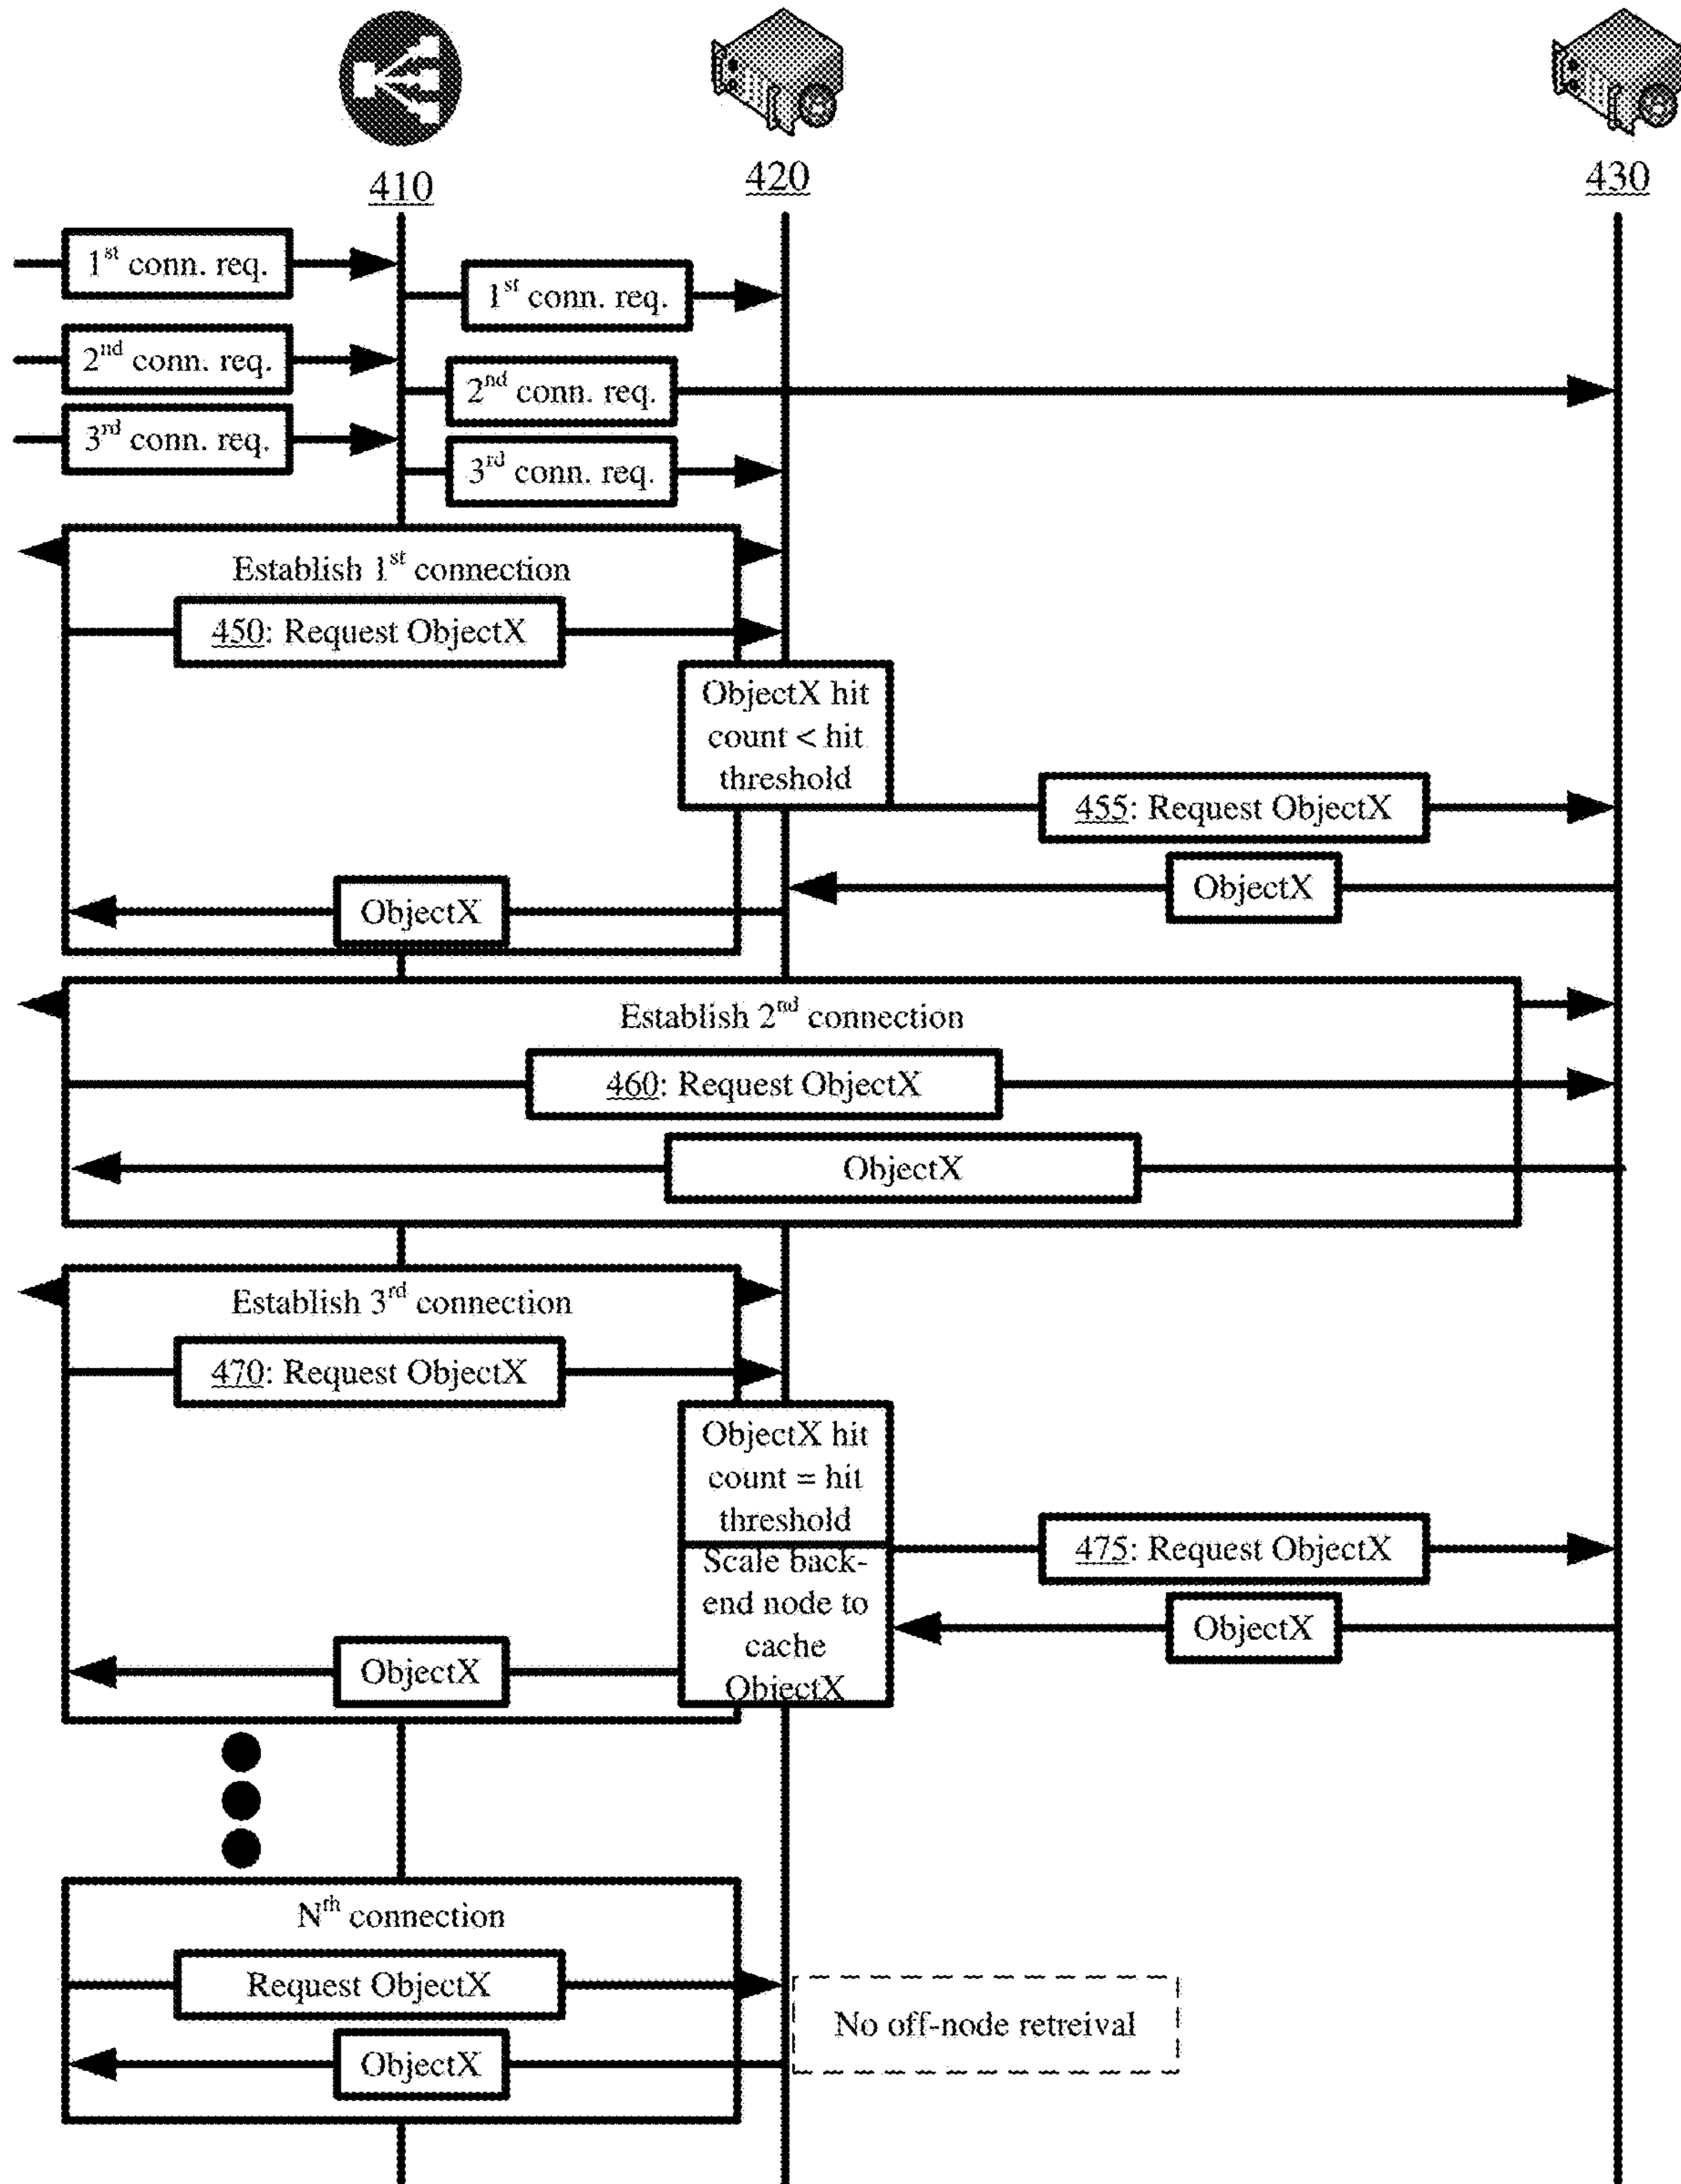 410
420
430
1st conn. req.
1st conn. req.
2nd conn. req.
2nd conn. req.
3rd conn. req.
3rd conn. req.
Establish 1st connection
450: Request ObjectX
ObjectX hit
count < hit
threshold
455: Request ObjectX
ObjectX
ObjectX
Establish 2nd connection
460: Request ObjectX
ObjectX
Establish 3rd connection
470: Request ObjectX
ObjectX hit
count = hit
threshold
475: Request ObjectX
Scale back-
end node to
cache
ObjectX
ObjectX
ObjectX
Nth connection
Request ObjectX
No off-node retreival
ObjectX